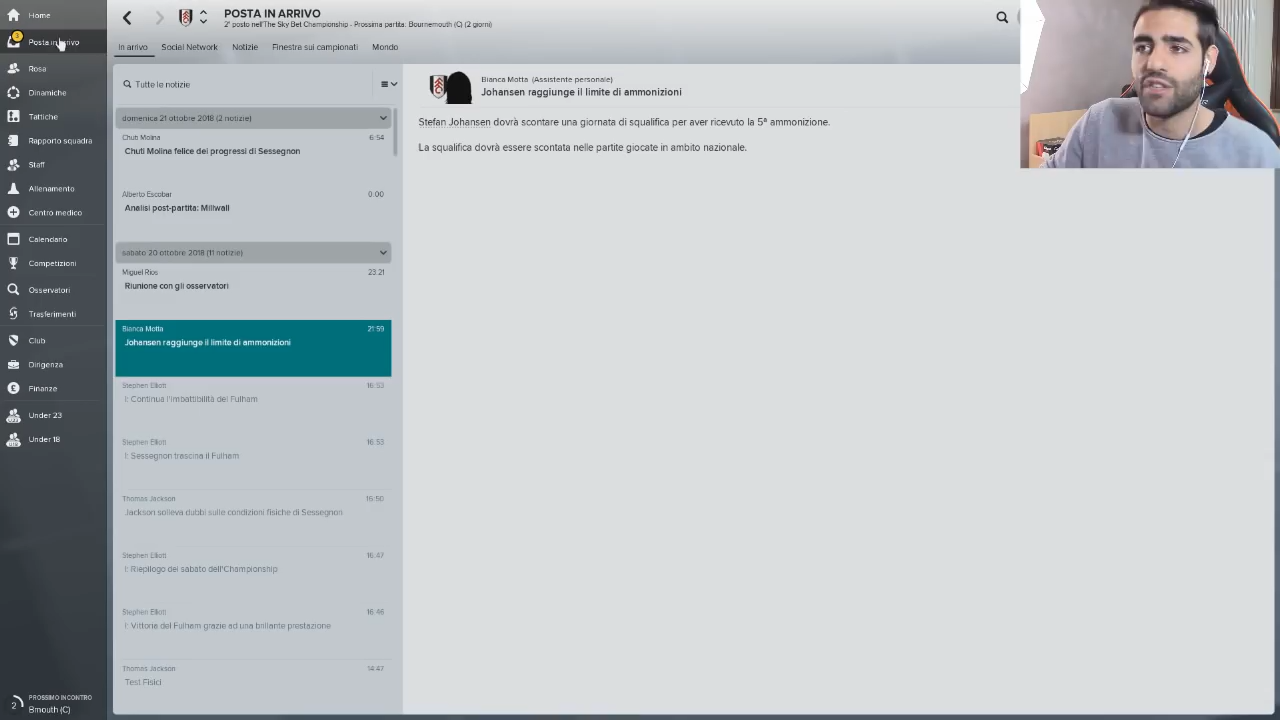 Home
POSTA IN ARRIVO
2° posto nell'The Sky Bet Championship - Prossima partita: Bournemouth (C) (2 giorni)
3
Posta in arrivo
In arrivo
Social Network
Notizie
Finestra sui campionati
Mondo
Rosa
Dinamiche
Tattiche
Rapporto squadra
Staff
Allenamento
Centro medico
Calendario
Competizioni
Osservatori
Trasferimenti
Club
Dirigenza
Finanze
Under 23
Under 18
2
PROSSIMO INCONTRO
B'mouth (C)
Tutte le notizie
domenica 21 ottobre 2018 (2 notizie)
Chuti Molina 6:54
Chuti Molina felice dei progressi di Sessegnon
Alberto Escobar 0:00
Analisi post-partita: Millwall
sabato 20 ottobre 2018 (11 notizie)
Miguel Ríos 23:21
Riunione con gli osservatori
Bianca Motta 21:59
Johansen raggiunge il limite di ammonizioni
Stephen Elliott 16:53
I: Continua l'imbattibilità del Fulham
Stephen Elliott 16:53
I: Sessegnon trascina il Fulham
Thomas Jackson 16:50
Jackson solleva dubbi sulle condizioni fisiche di Sessegnon
Stephen Elliott 16:47
I: Riepilogo del sabato dell'Championship
Stephen Elliott 16:46
I: Vittoria del Fulham grazie ad una brillante prestazione
Thomas Jackson 14:47
Test Fisici
Bianca Motta (Assistente personale)
Johansen raggiunge il limite di ammonizioni
Stefan Johansen dovrà scontare una giornata di squalifica per aver ricevuto la 5ª ammonizione.
La squalifica dovrà essere scontata nelle partite giocate in ambito nazionale.